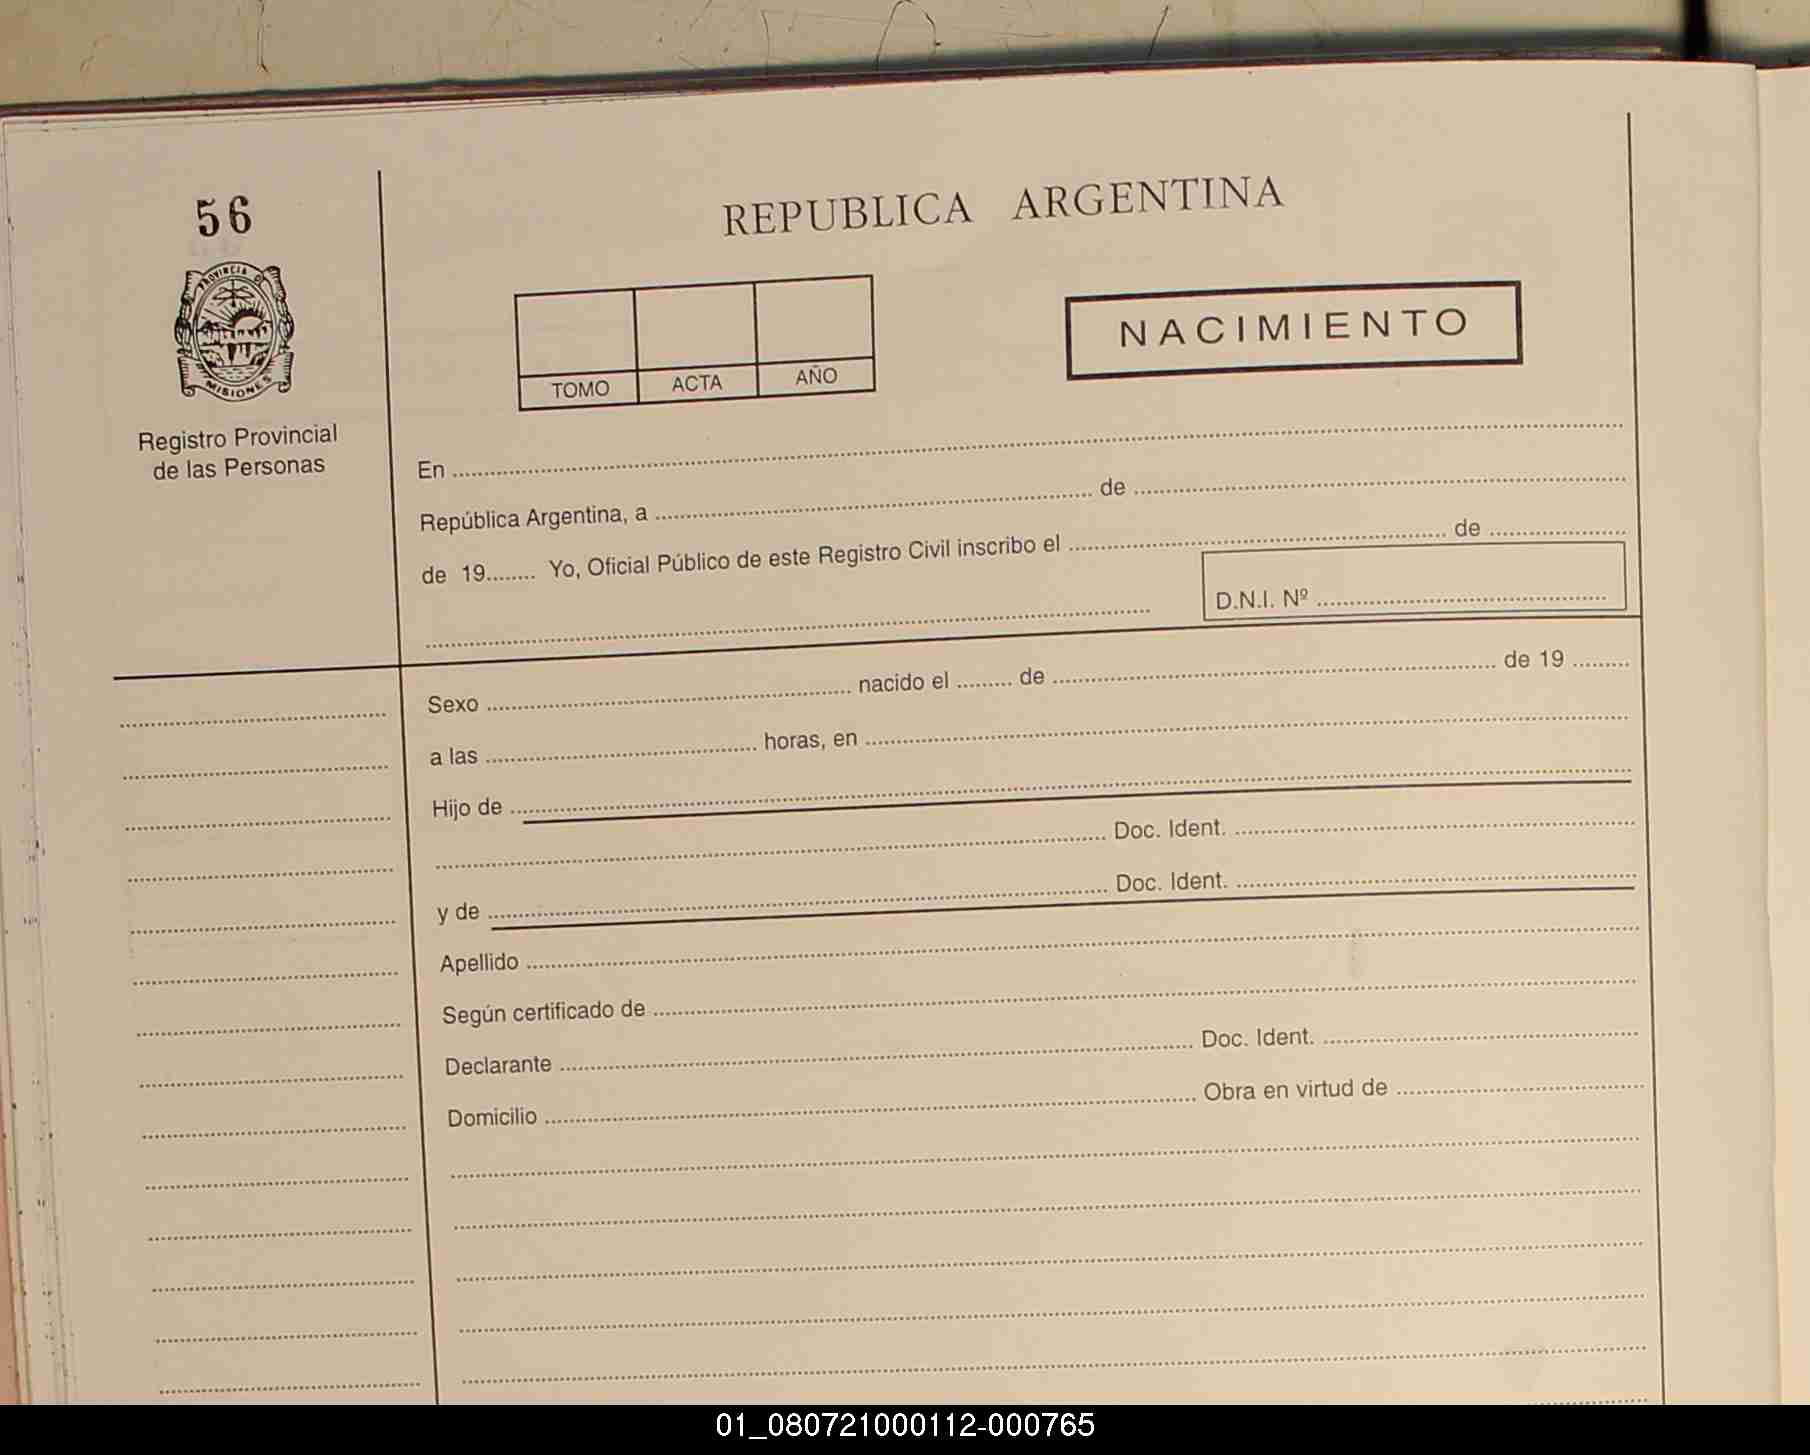 56
REPUBLICA ARGENTINA
PROVINCIA D
MISIONES
TOMO ACTA AÑO
NACIMIENTO
Registro Provincial
de las Personas
En
República Argentina, a de
de 19 Yo, Oficial Público de este Registro Civil inscribo el de
D.N.I. Nº
Sexo nacido el de de 19
a las horas, en
Hijo de
Doc. Ident.
y de Doc. Ident.
Apellido
Según certificado de
Declarante Doc. Ident.
Domicilio Obra en virtud de
01_080721000112-000765